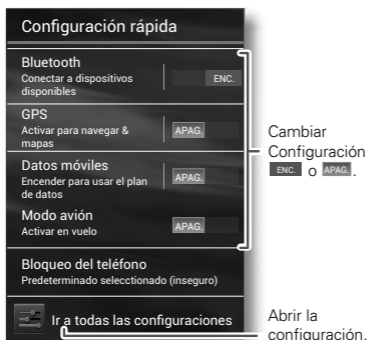 Configuración rápida
Bluetooth
Conectar a dispositivos
disponibles
ENC.
GPS
Activar para navegar &
mapas
APAG.
Datos móviles
Encender para usar el plan
de datos
APAG.
Modo avión
Activar en vuelo
APAG.
Bloqueo del teléfono
Predeterminado selecctionado (inseguro)
Ir a todas las configuraciones
Cambiar
Configuración
ENC. o APAG.
Abrir la
configuración.